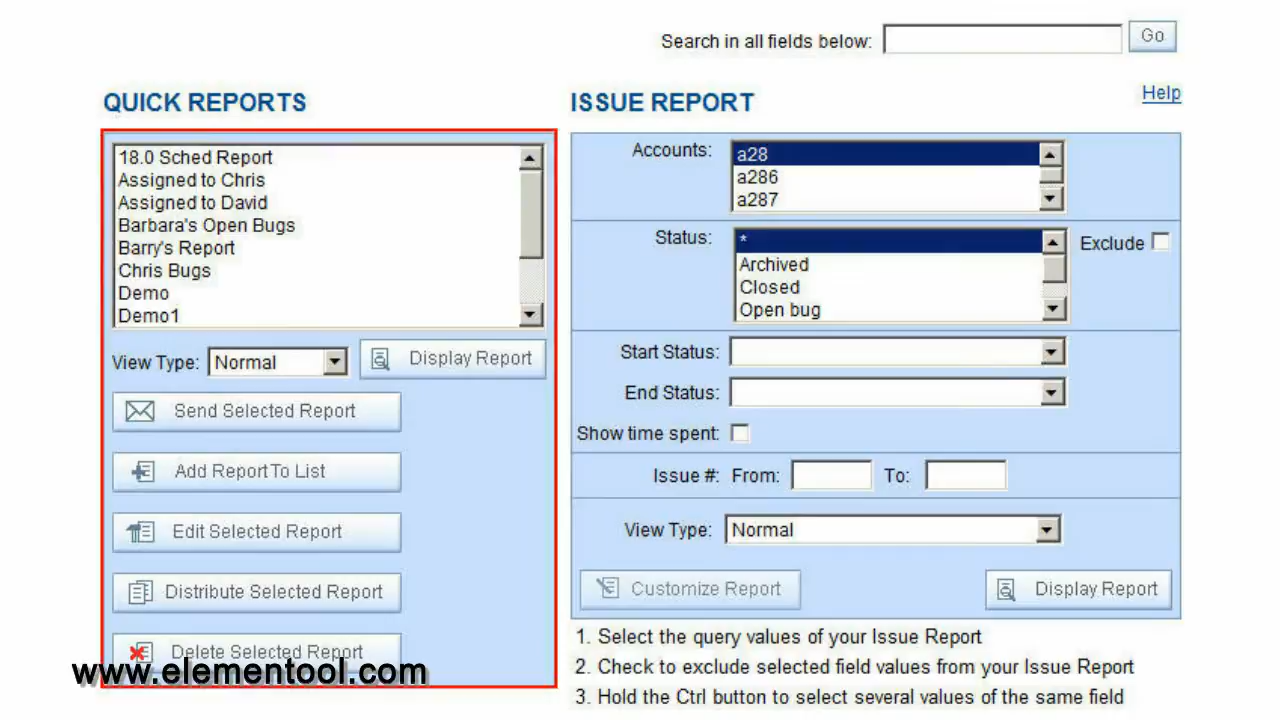 Search in all fields below: Go
QUICK REPORTS
18.0 Sched Report
Assigned to Chris
Assigned to David
Barbara's Open Bugs
Barry's Report
Chris Bugs
Demo
Demo1
View Type: Normal Display Report
Send Selected Report
Add Report To List
Edit Selected Report
Distribute Selected Report
Delete Selected Report
www.elementool.com
ISSUE REPORT
Help
Accounts: a28
a286
a287
Status: * Exclude
Archived
Closed
Open bug
Start Status:
End Status:
Show time spent:
Issue #: From: To:
View Type: Normal
Customize Report Display Report
1. Select the query values of your Issue Report
2. Check to exclude selected field values from your Issue Report
3. Hold the Ctrl button to select several values of the same field